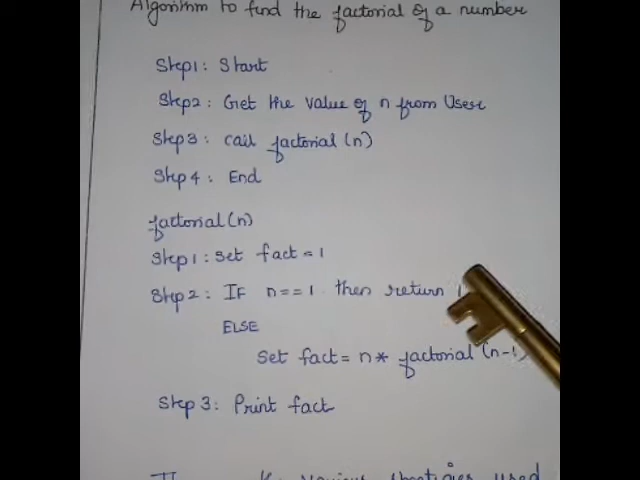 Algorithm to find the factorial of a number
Step1: Start
Step2: Get the value of n from User
Step3: call factorial (n)
Step4: End
factorial(n)
Step1: Set fact = 1
Step2: IF n==1 then return 1
ELSE
Set fact = n* factorial (n-1)
Step3: Print fact
various used